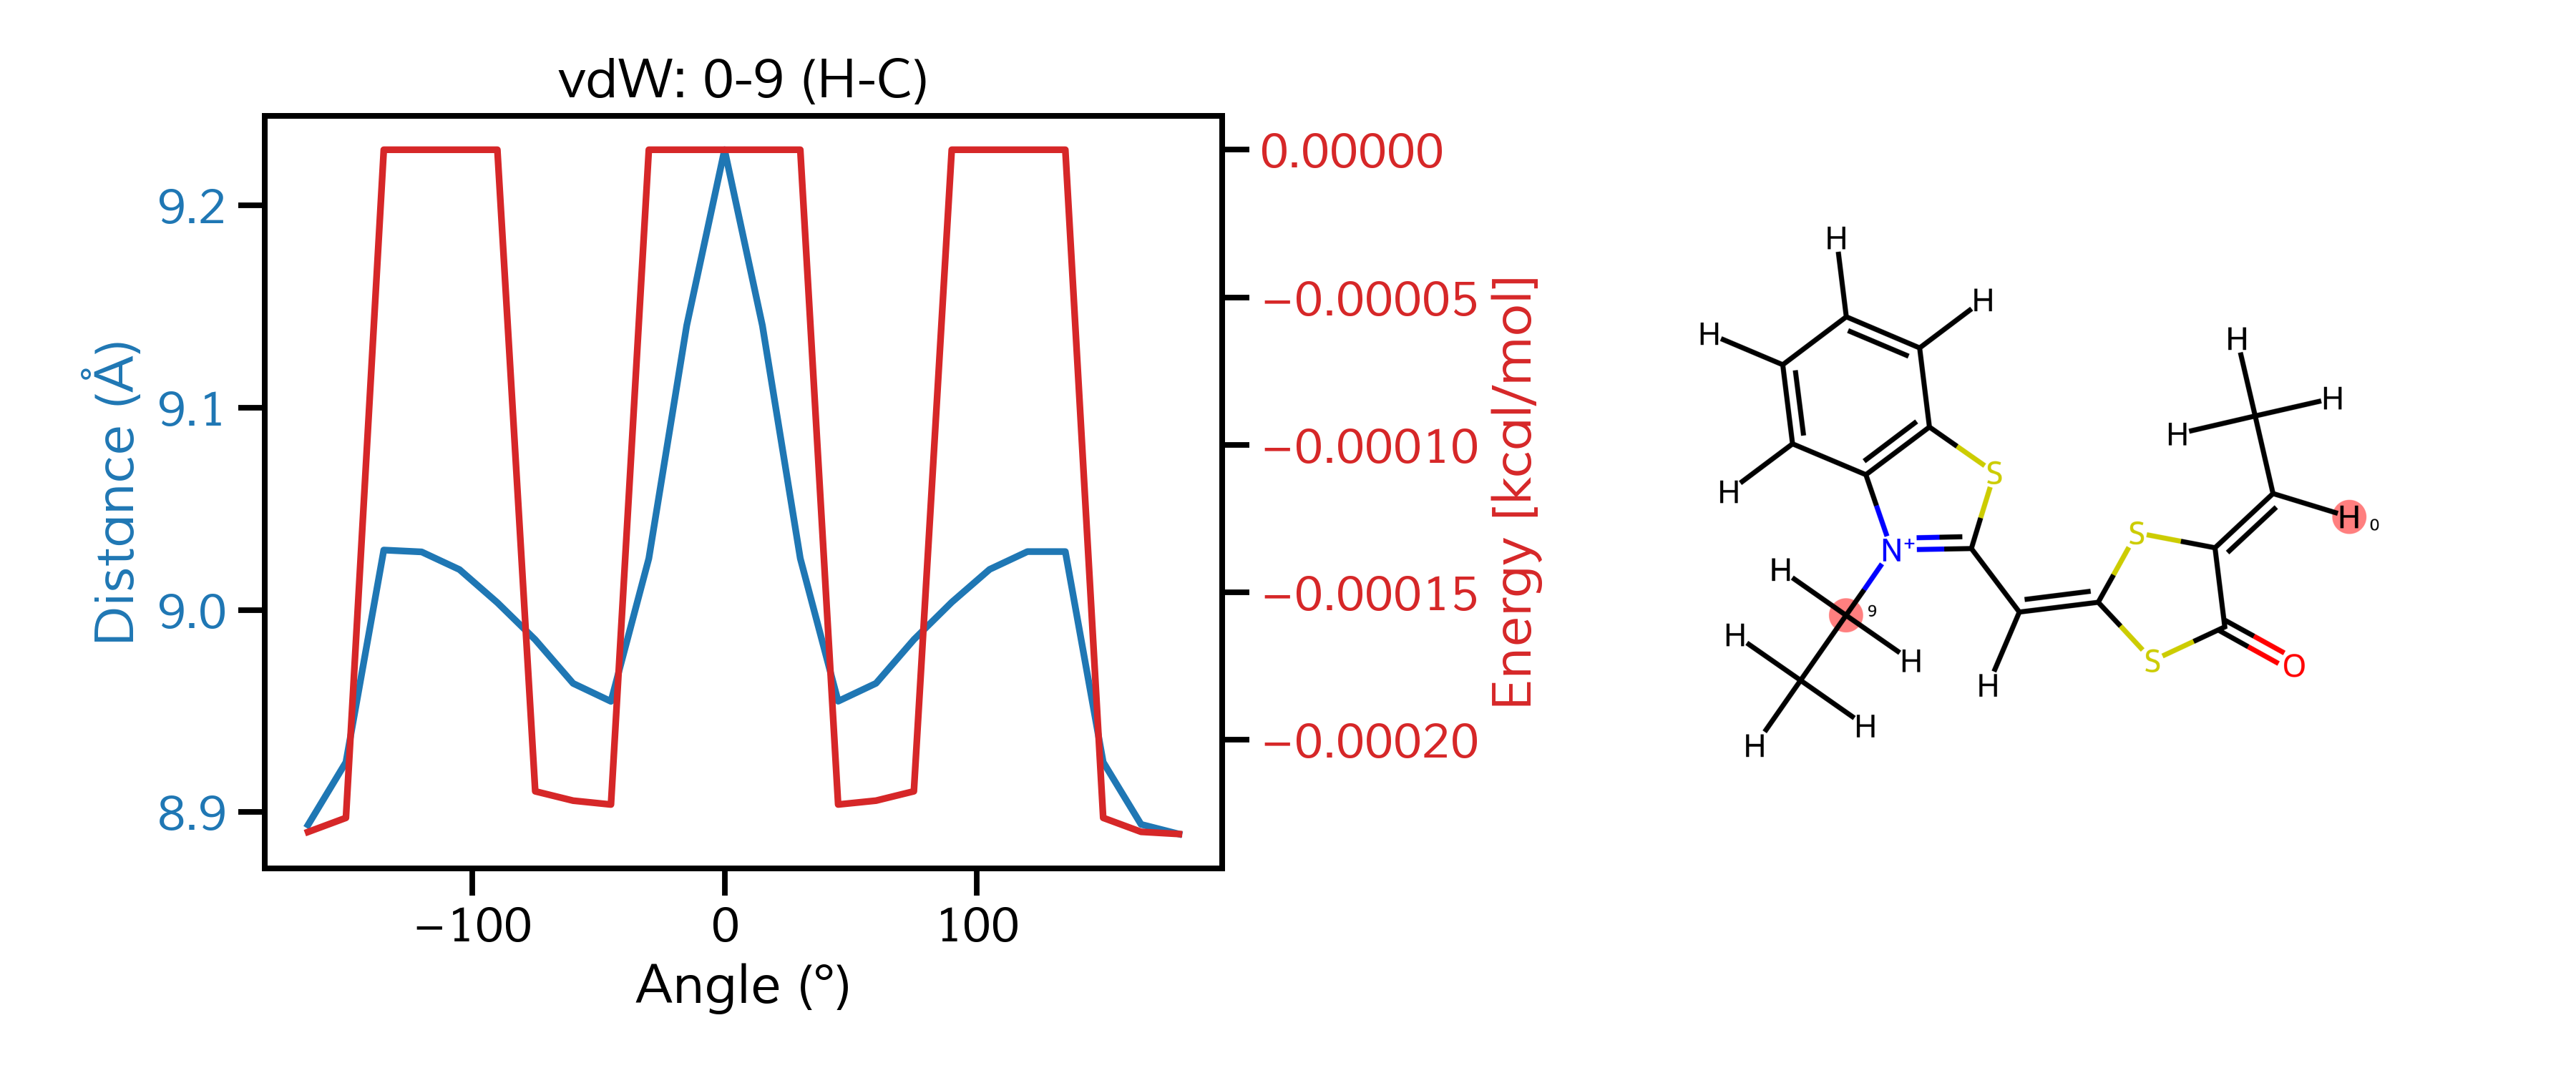 vdW: 0-9 (H-C)
9.2
9.1
9.0
8.9
Distance (Å)
−100
0
100
Angle (°)
0.00000
−0.00005
−0.00010
−0.00015
−0.00020
Energy [kcal/mol]
H
H
H
H
H
H
H
S
S
H 0
N+
H
9
H
H
H
S
O
H
H